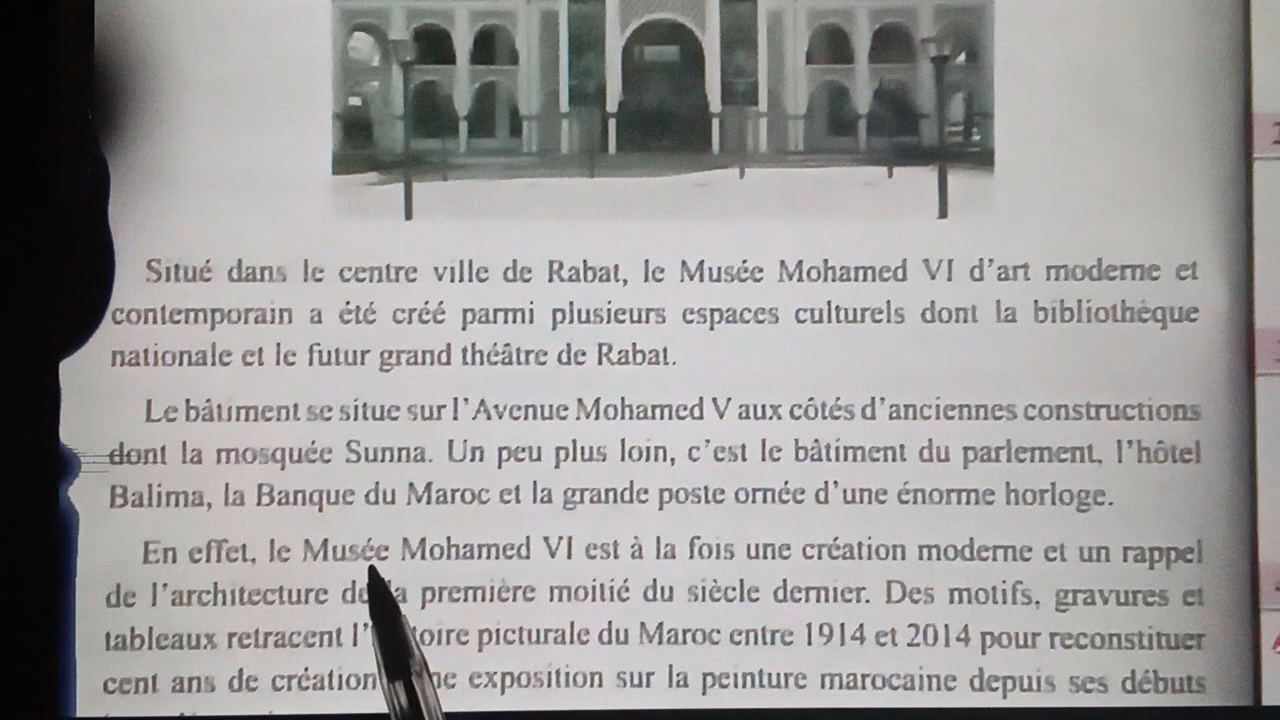 Situé dans le centre ville de Rabat, le Musée Mohamed VI d'art moderne et
contemporain a été créé parmi plusieurs espaces culturels dont la bibliothèque
nationale et le futur grand théâtre de Rabat.
Le bâtiment se situe sur l'Avenue Mohamed V aux côtés d'anciennes constructions
dont la mosquée Sunna. Un peu plus loin, c'est le bâtiment du parlement, l'hôtel
Balima, la Banque du Maroc et la grande poste ornée d'une énorme horloge.
En effet, le Musée Mohamed VI est à la fois une création moderne et un rappel
de l'architecture de la première moitié du siècle dernier. Des motifs, gravures et
tableaux retracent picturale du Maroc entre 1914 et 2014 pour reconstituer
cent ans de création exposition sur la peinture marocaine depuis ses débuts